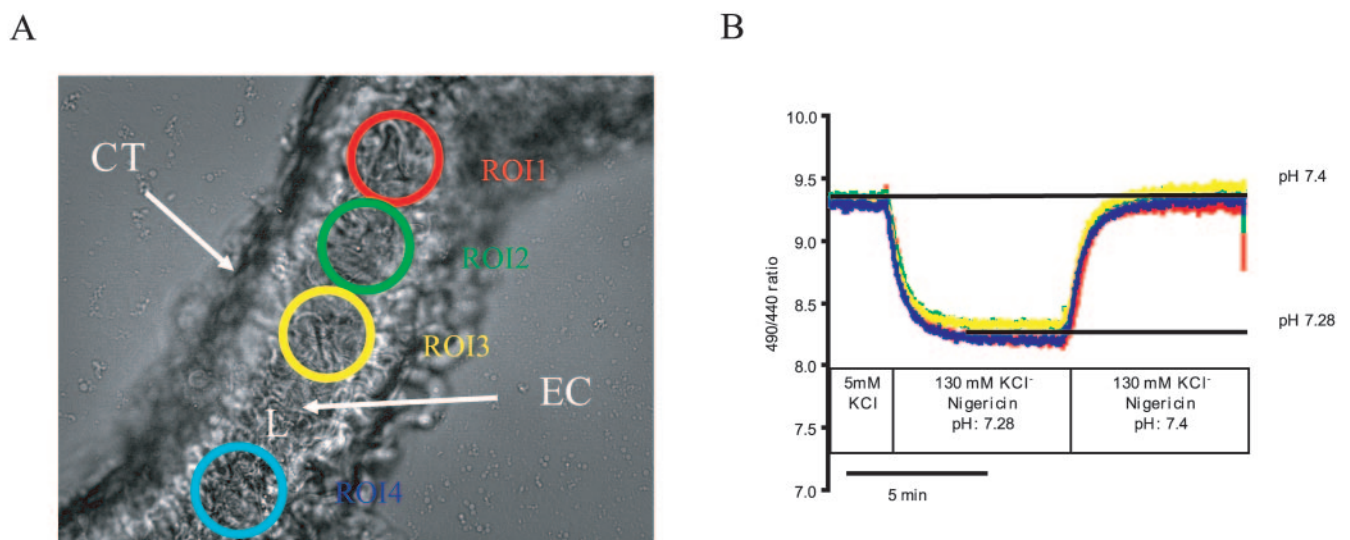 A
B
CT
ROI1
ROI2
ROI3
EC
L
ROI4
490/440 ratio
10.0
9.5
9.0
8.5
8.0
7.5
7.0
pH 7.4
pH 7.28
5mM
KCl
130 mM KCl-
Nigericin
pH: 7.28
130 mM KCl-
Nigericin
pH: 7.4
5 min